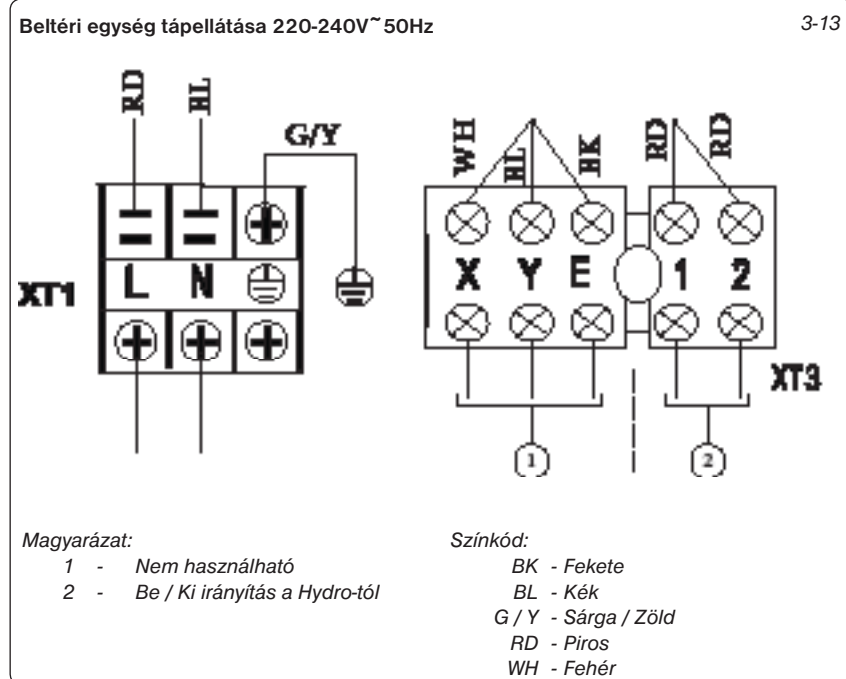 Beltéri egység tápellátása 220-240V~50Hz
3-13
RD BL
G/Y
WH BL BK RD RD
XT1 L N
X Y E 1 2
XT3
1 2
Magyarázat:
1 - Nem használható
2 - Be / Ki irányítás a Hydro-tól
Színkód:
BK - Fekete
BL - Kék
G / Y - Sárga / Zöld
RD - Piros
WH - Fehér